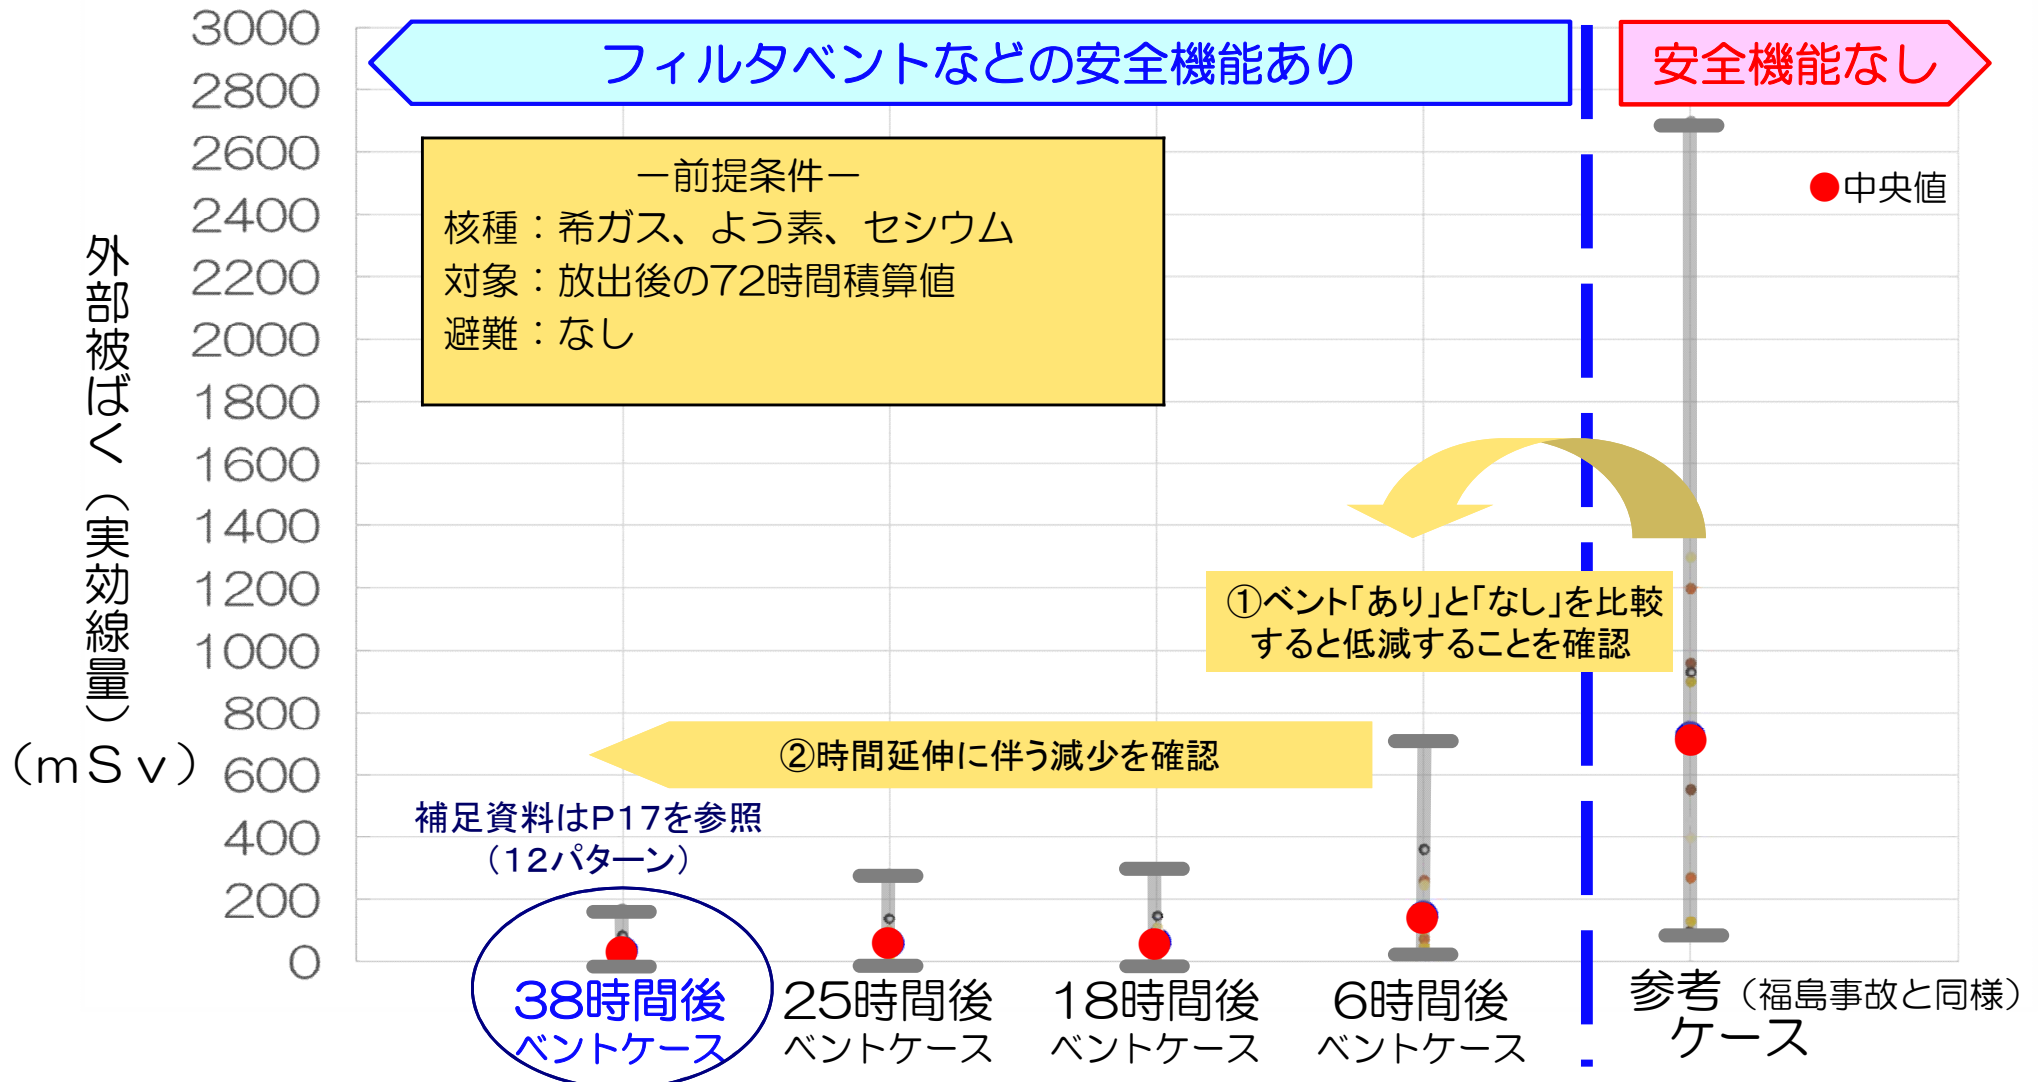 フィルタベントなどの安全機能あり
安全機能なし
3000
2800
2600
2400
2200
2000
1800
1600
1400
1200
1000
800
600
400
200
0
外部被ばく（実効線量）
（mSv）
ー前提条件ー
核種：希ガス、よう素、セシウム
対象：放出後の72時間積算値
避難：なし
中央値
①ベント｢あり｣と｢なし｣を比較
すると低減することを確認
②時間延伸に伴う減少を確認
補足資料はP17を参照
（12パターン）
38時間後
ベントケース
25時間後
ベントケース
18時間後
ベントケース
6時間後
ベントケース
参考（福島事故と同様）
ケース